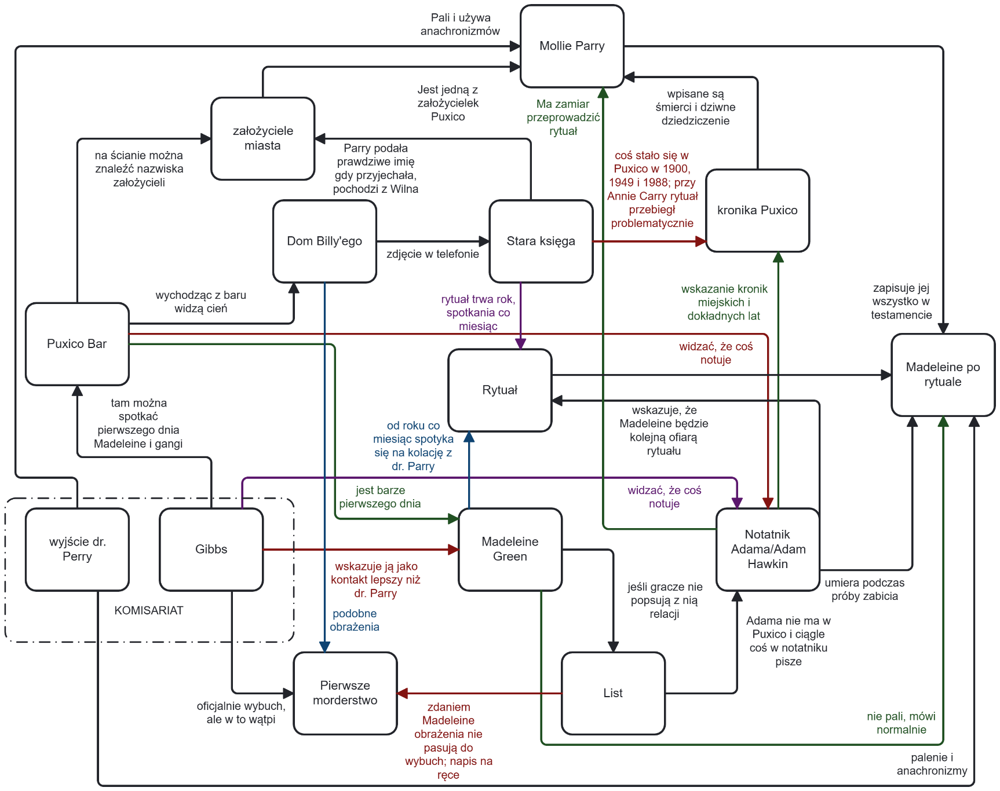 Pali i używa
anachronizmów
Mollie Parry
Jest jedną z
założycielek
Puxico
Ma zamiar
przeprowadzić
rytuał
wpisane są
śmierci i dziwne
dziedziczenie
założyciele
miasta
na ścianie można
znaleźć nazwiska
założycieli
Parry podała
prawdziwe imię
gdy przyjechała,
pochodzi z Wilna
coś stało się w
Puxico w 1900,
1949 i 1988; przy
Annie Carry rytuał
przebiegł
problematycznie
kronika Puxico
Dom Billy'ego
zdjęcie w telefonie
Stara księga
wychodząc z baru
widzą cień
rytuał trwa rok,
spotkania co
miesiąc
wskazanie kronik
miejskich i
dokładnych lat
zapisuje jej
wszystko w
testamencie
Puxico Bar
widzać, że coś
notuje
Madeleine po
rytuale
Rytuał
tam można
spotkać
pierwszego dnia
Madeleine i gangi
od roku co
miesiąc spotyka
się na kolację z
dr. Parry
wskazuje, że
Madeleine będzie
kolejną ofiarą
rytuału
jest barze
pierwszego dnia
widzać, że coś
notuje
wyjście dr.
Perry
Gibbs
KOMISARIAT
wskazuje ją jako
kontakt lepszy niż
dr. Parry
Madeleine
Green
Notatnik
Adama/Adam
Hawkin
podobne
obrażenia
jeśli gracze nie
popsują z nią
relacji
umiera podczas
próby zabicia
Adama nie ma w
Puxico i ciągle
coś w notatniku
pisze
oficjalnie wybuch,
ale w to wątpi
Pierwsze
morderstwo
List
zdaniem
Madeleine
obrażenia nie
pasują do
wybuch; napis na
ręce
nie pali, mówi
normalnie
palenie i
anachronizmy